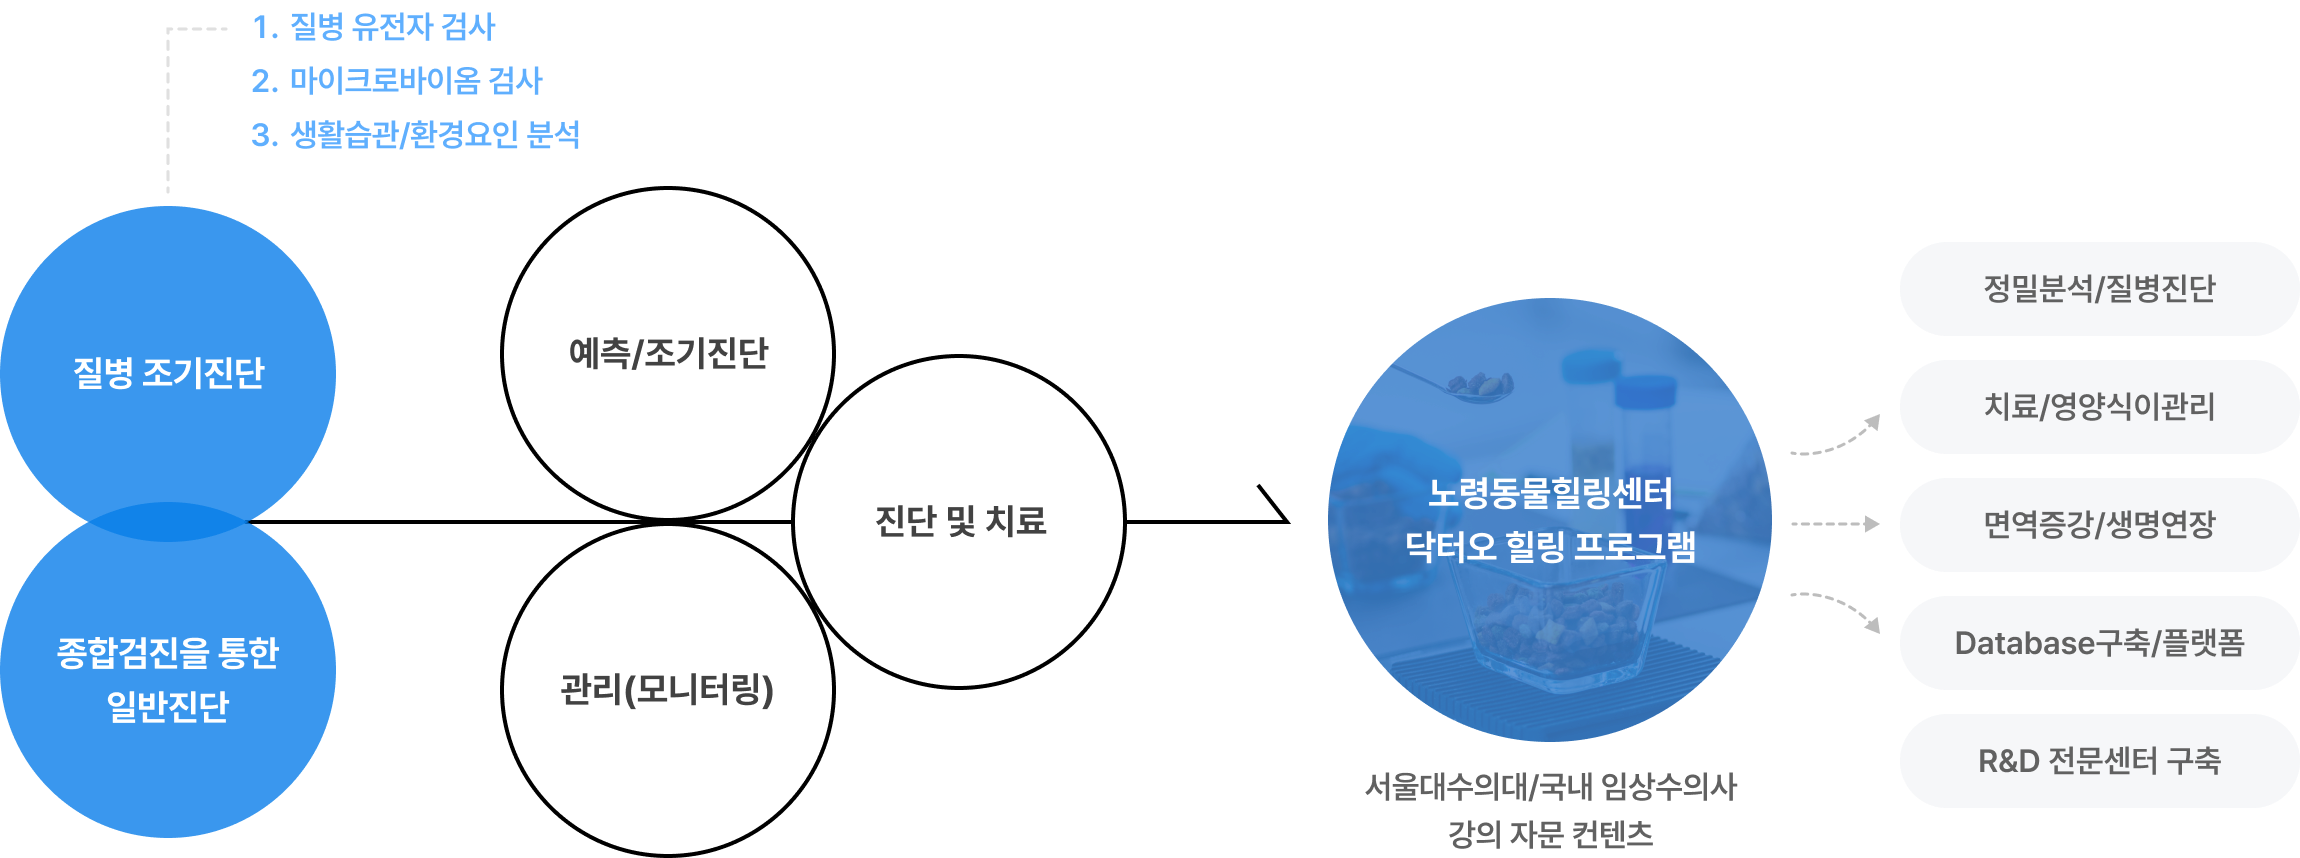 1. 질병 유전자 검사
2. 마이크로바이옴 검사
3. 생활습관/환경요인 분석
질병 조기진단
종합검진을 통한
일반진단
예측/조기진단
관리(모니터링)
진단 및 치료
노령동물힐링센터
닥터오 힐링 프로그램
서울대수의대/국내 임상수의사
강의 자문 컨텐츠
정밀분석/질병진단
치료/영양식이관리
면역증강/생명연장
Database구축/플랫폼
R&D 전문센터 구축